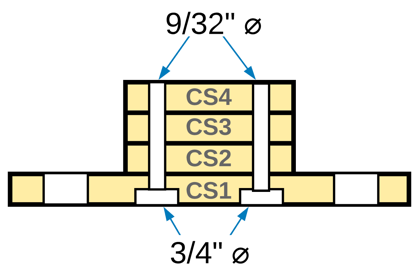 9/32" ⌀
CS4
CS3
CS2
CS1
3/4" ⌀